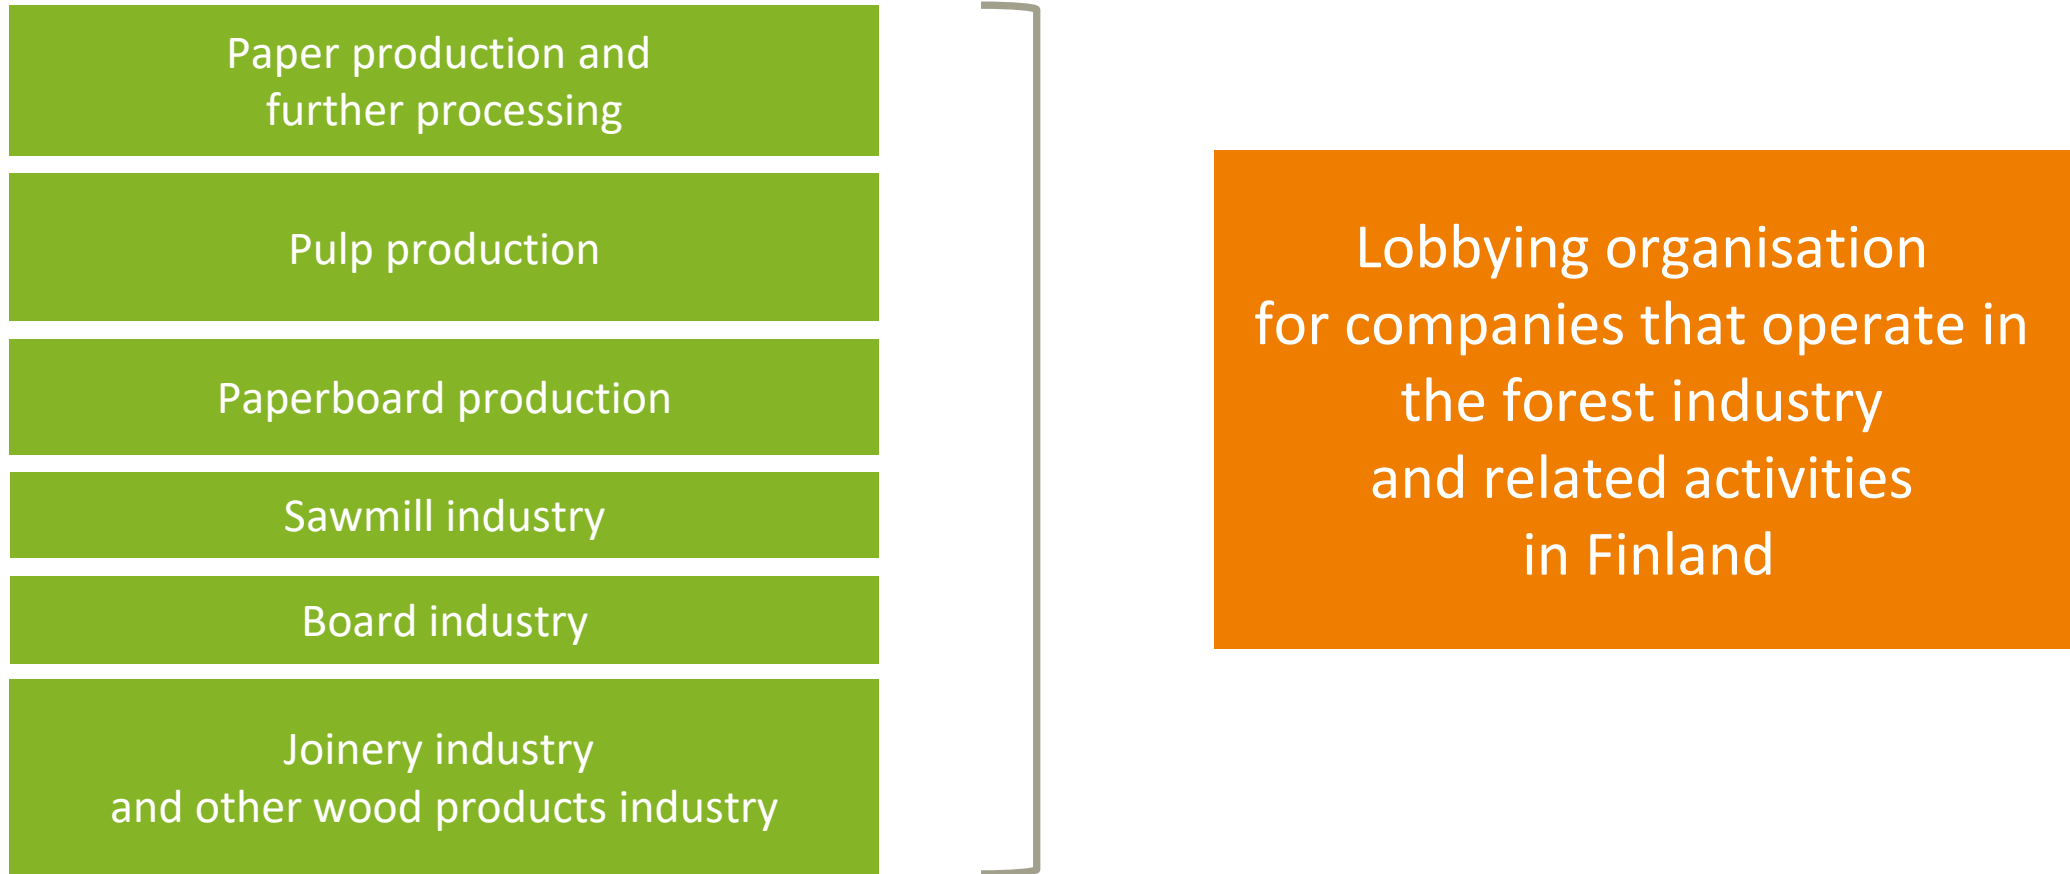 Paper production and
further processing
Pulp production
Paperboard production
Sawmill industry
Board industry
Joinery industry
and other wood products industry
Lobbying organisation
for companies that operate in
the forest industry
and related activities
in Finland